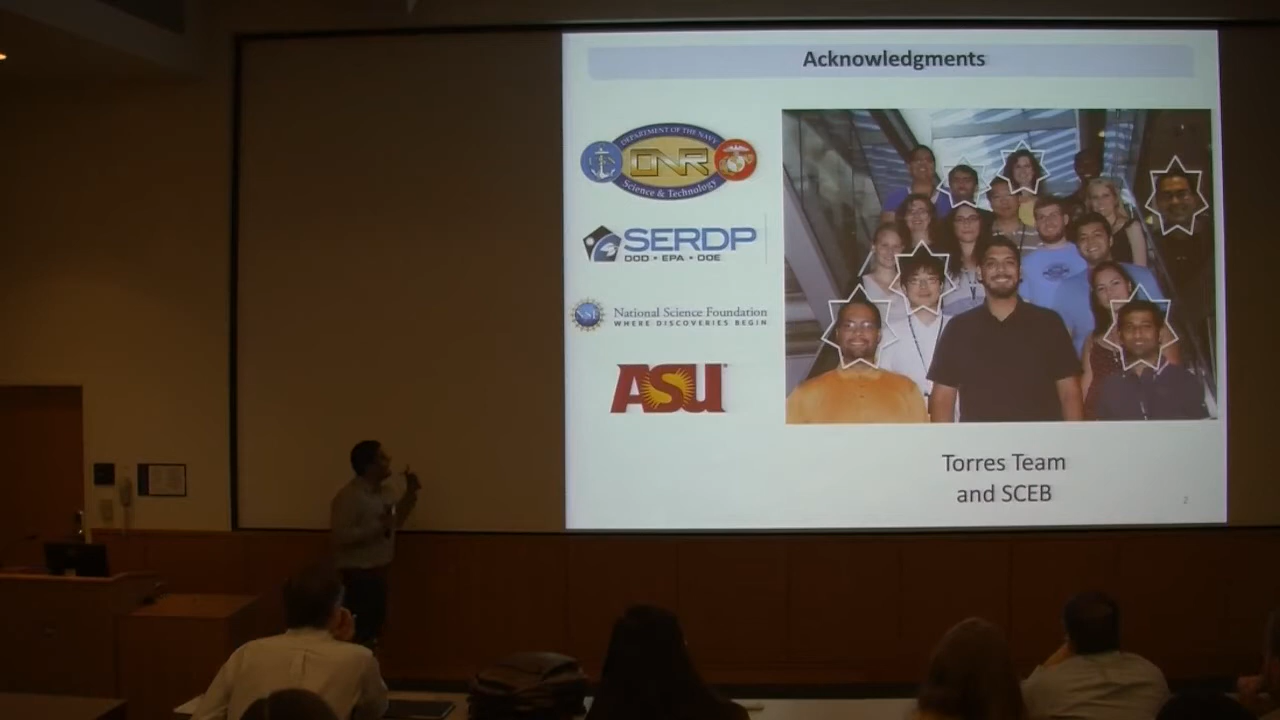 Acknowledgments
DEPARTMENT OF THE NAVY
ONR
Science & Technology
SERDP
DOD • EPA • DOE
NSF
National Science Foundation
WHERE DISCOVERIES BEGIN
ASU
Torres Team
and SCEB
2